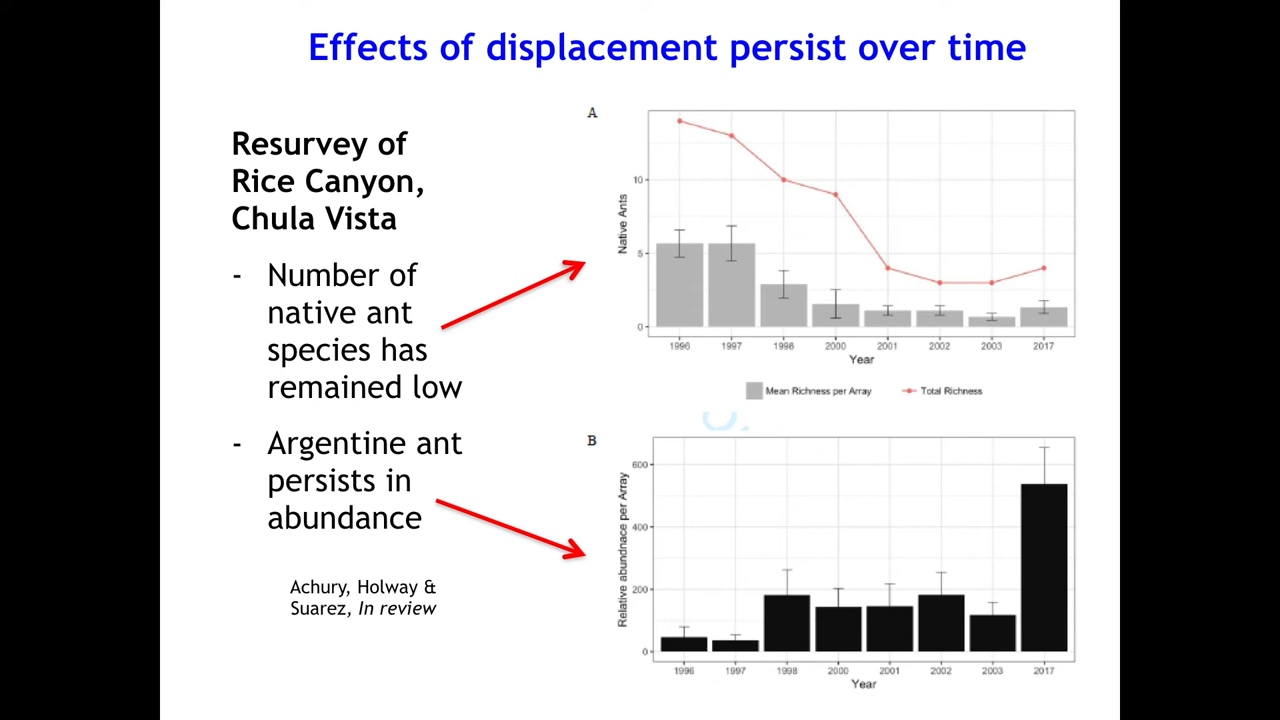 Effects of displacement persist over time
Resurvey of
Rice Canyon,
Chula Vista
- Number of
native ant
species has
remained low
- Argentine ant
persists in
abundance
Achury, Holway &
Suarez, In review
A
Native Ants
10
5
0
1996 1997 1998 2000 2001 2002 2003 2017
Year
Mean Richness per Array Total Richness
B
Relative abundnace per Array
600
400
200
0
1996 1997 1998 2000 2001 2002 2003 2017
Year